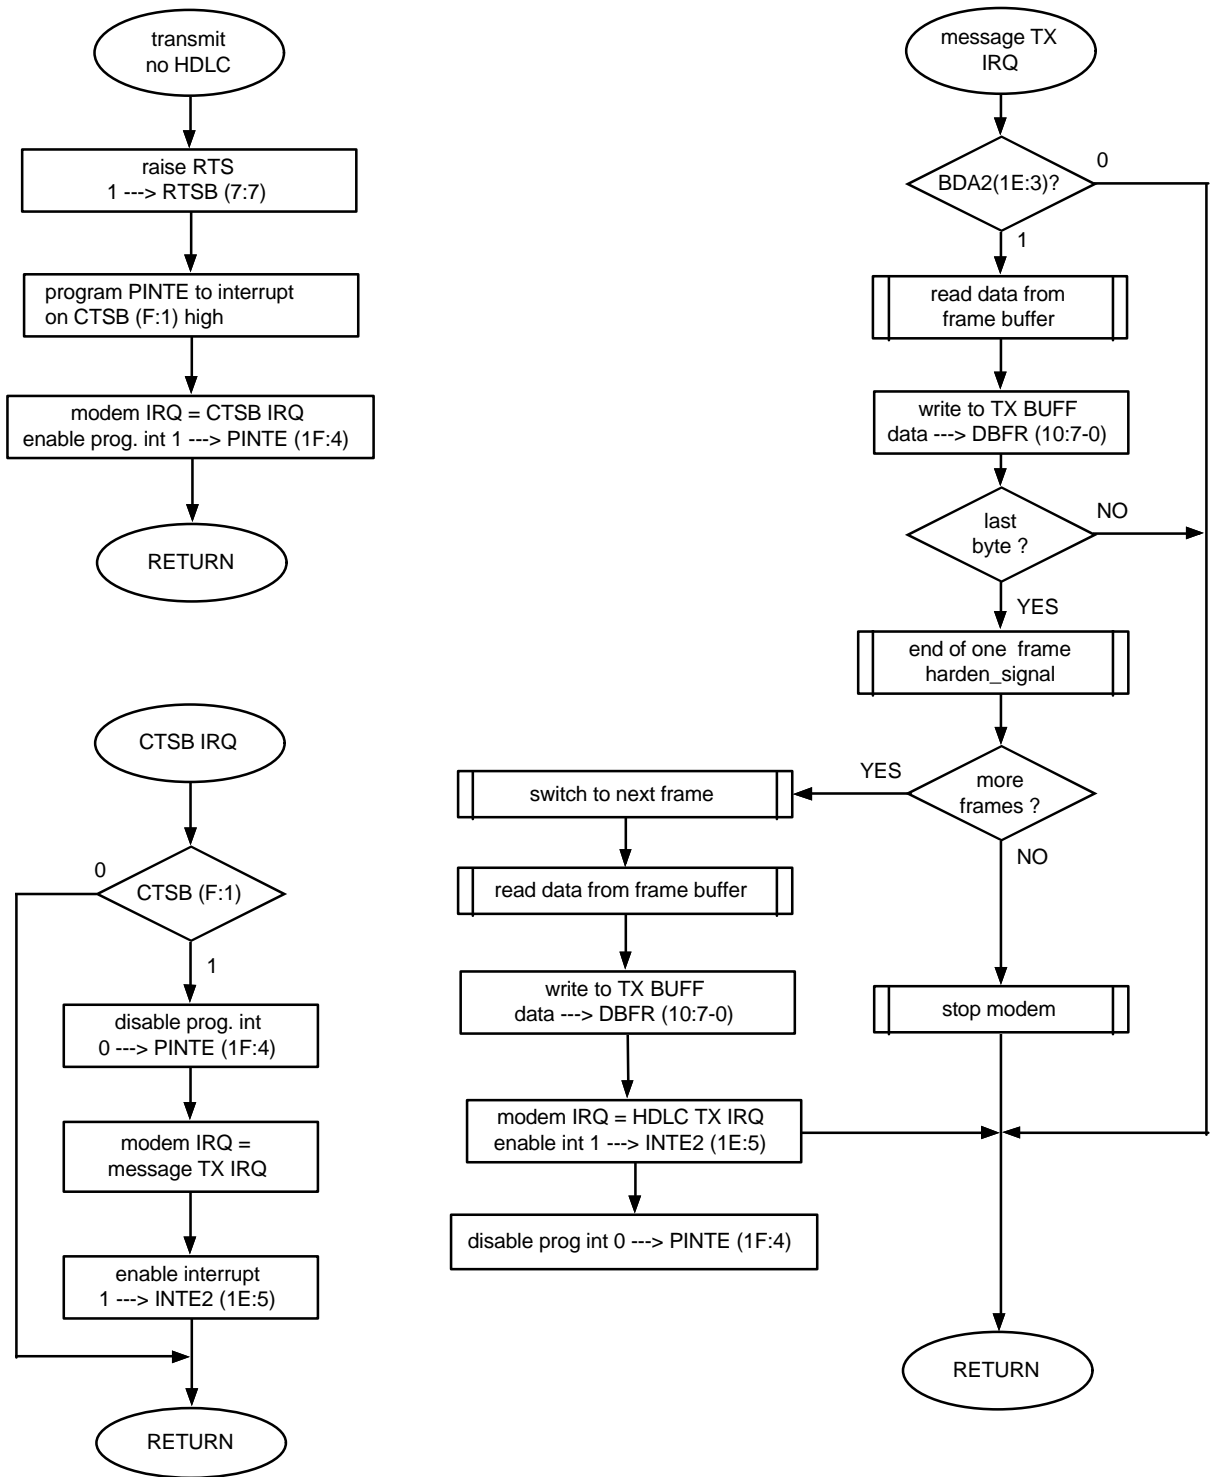 transmit
no HDLC
raise RTS
1 ---> RTSB (7:7)
program PINTE to interrupt
on CTSB (F:1) high
modem IRQ = CTSB IRQ
enable prog. int 1 ---> PINTE (1F:4)
RETURN
CTSB IRQ
0
CTSB (F:1)
1
disable prog. int
0 ---> PINTE (1F:4)
modem IRQ =
message TX IRQ
enable interrupt
1 ---> INTE2 (1E:5)
RETURN
message TX
IRQ
0
BDA2(1E:3)?
1
read data from
frame buffer
write to TX BUFF
data ---> DBFR (10:7-0)
NO
last
byte ?
YES
end of one  frame
harden_signal
YES
more
frames ?
NO
switch to next frame
read data from frame buffer
write to TX BUFF
data ---> DBFR (10:7-0)
modem IRQ = HDLC TX IRQ
enable int 1 ---> INTE2 (1E:5)
disable prog int 0 ---> PINTE (1F:4)
stop modem
RETURN